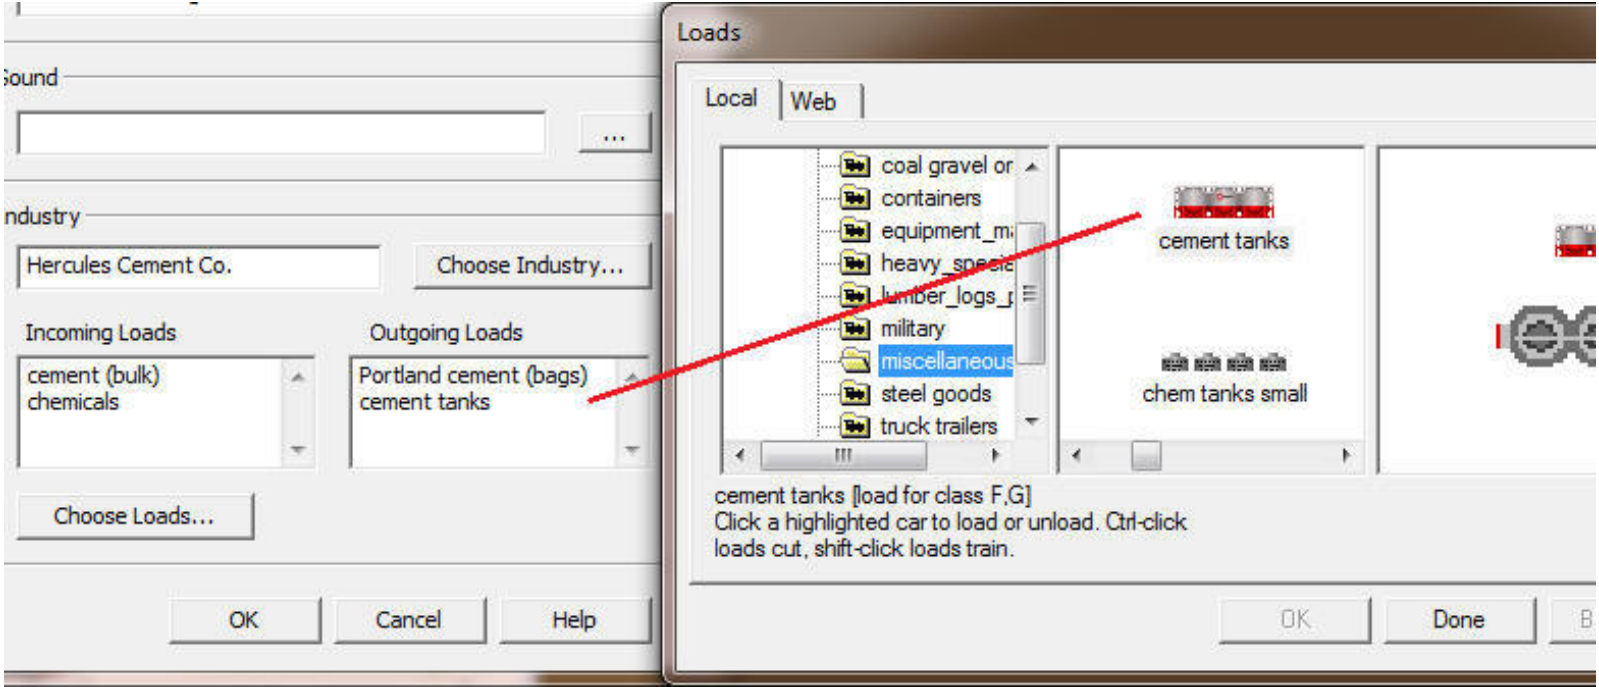 Sound
...
Industry
Hercules Cement Co.
Choose Industry...
Incoming Loads
Outgoing Loads
cement (bulk)
chemicals
Portland cement (bags)
cement tanks
Choose Loads...
OK
Cancel
Help
Loads
Local
Web
coal gravel or
containers
equipment_ma
heavy_specia
lumber_logs_p
military
miscellaneous
steel goods
truck trailers
cement tanks
chem tanks small
cement tanks [load for class F,G]
Click a highlighted car to load or unload. Ctrl-click
loads cut, shift-click loads train.
OK
Done
B